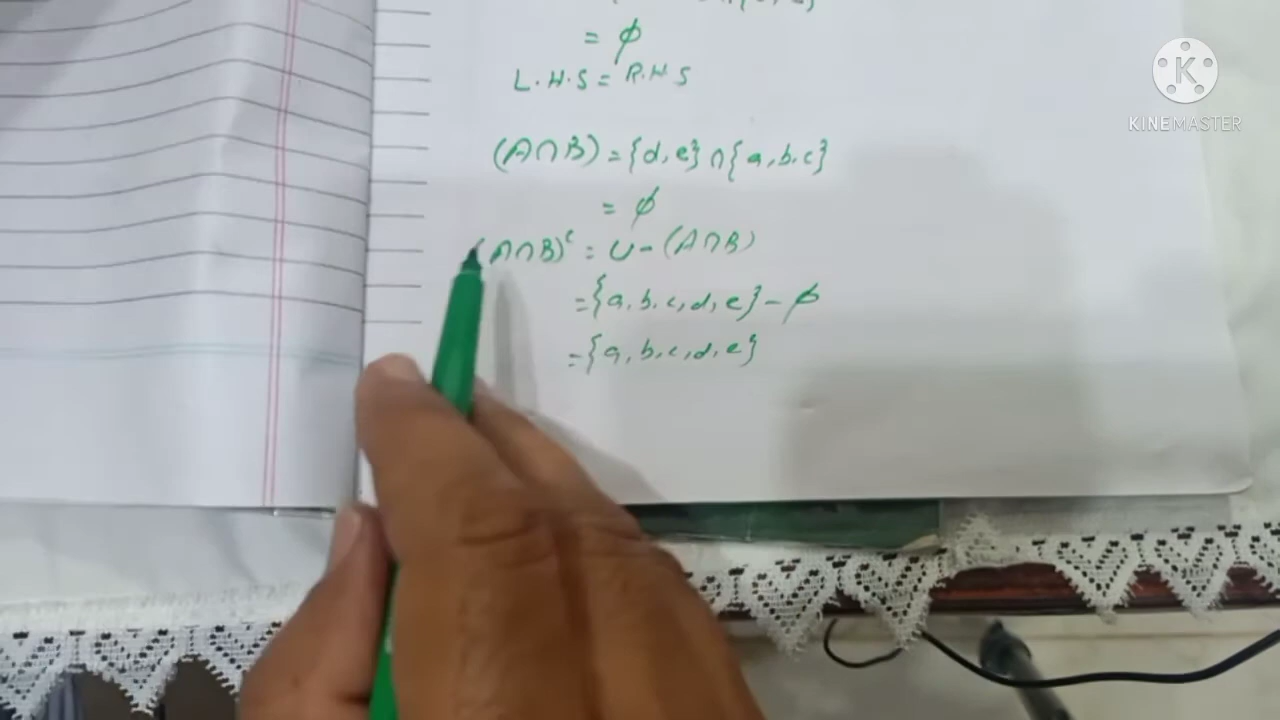 = ϕ
L.H.S = R.H.S
(A∩B) = {d, e} ∩ {a, b, c}
= ϕ
(A∩B)ᶜ = U - (A∩B)
= {a, b, c, d, e} - ϕ
= {a, b, c, d, e}
K
KINEMASTER